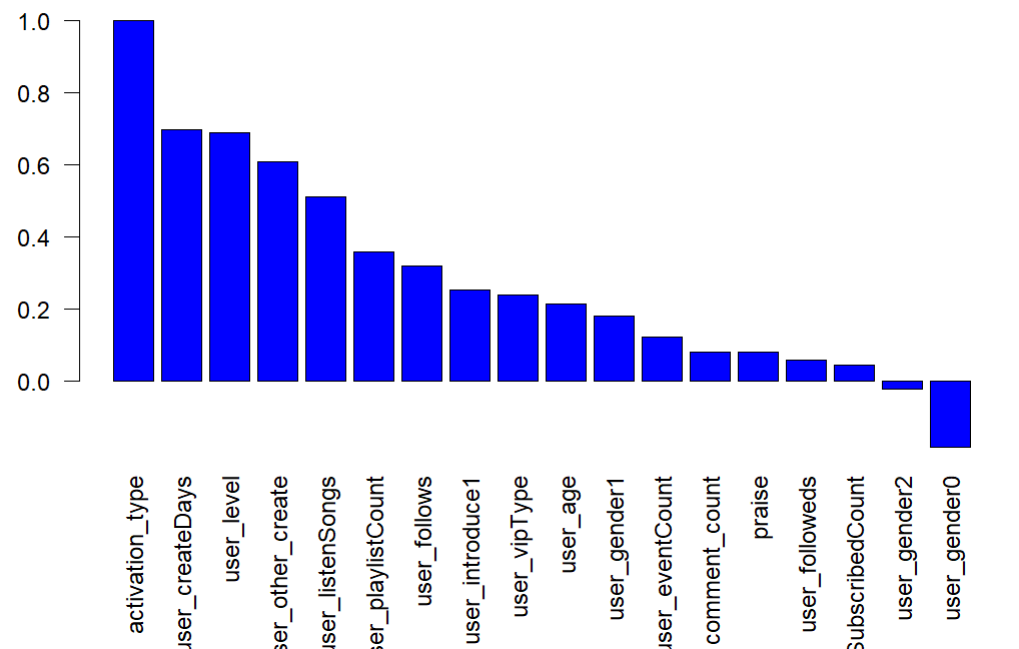 1.0
0.8
0.6
0.4
0.2
0.0
activation_type
user_createDays
user_level
ser_other_create
user_listenSongs
ser_playlistCount
user_follows
user_introduce1
user_vipType
user_age
user_gender1
user_eventCount
comment_count
praise
user_followeds
SubscribedCount
user_gender2
user_gender0